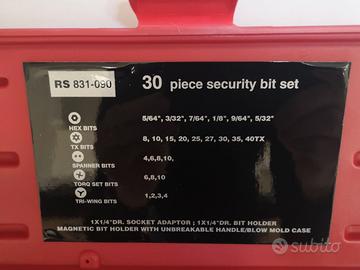 RS 831-090
30 piece security bit set
HEX BITS
5/64", 3/32", 7/64", 1/8", 9/64", 5/32"
TX BITS
8, 10, 15, 20, 25, 27, 30, 35, 40TX
SPANNER BITS
4,6,8,10,
TORQ SET BITS
6,8,10
TRI-WING BITS
1,2,3,4
1X1/4"DR. SOCKET ADAPTOR ; 1X1/4"DR. BIT HOLDER
MAGNETIC BIT HOLDER WITH UNBREAKABLE HANDLE/BLOW MOLD CASE
subito